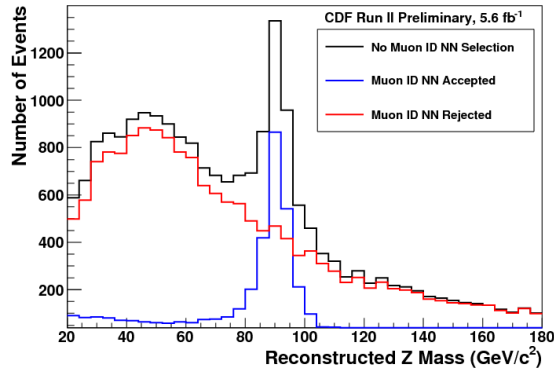 CDF Run II Preliminary, 5.6 fb⁻¹
No Muon ID NN Selection
Muon ID NN Accepted
Muon ID NN Rejected
Number of Events
1200
1000
800
600
400
200
20 40 60 80 100 120 140 160 180
Reconstructed Z Mass (GeV/c²)